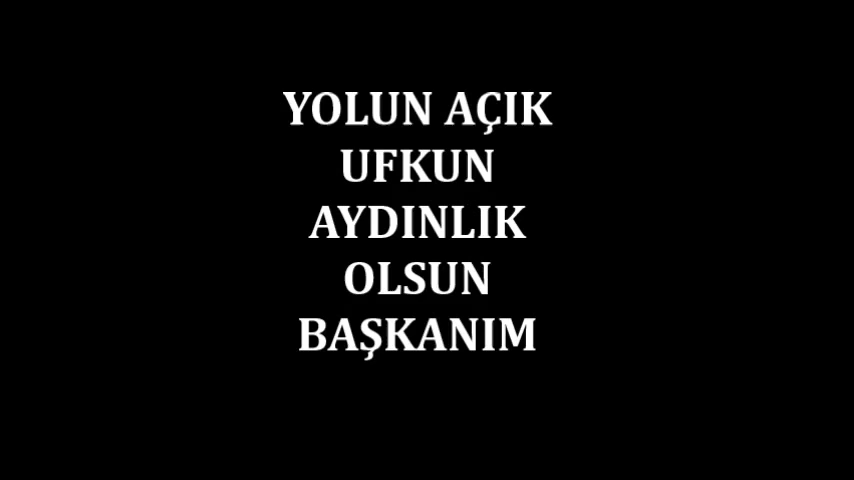 YOLUN AÇIK
UFKUN
AYDINLIK
OLSUN
BAŞKANIM